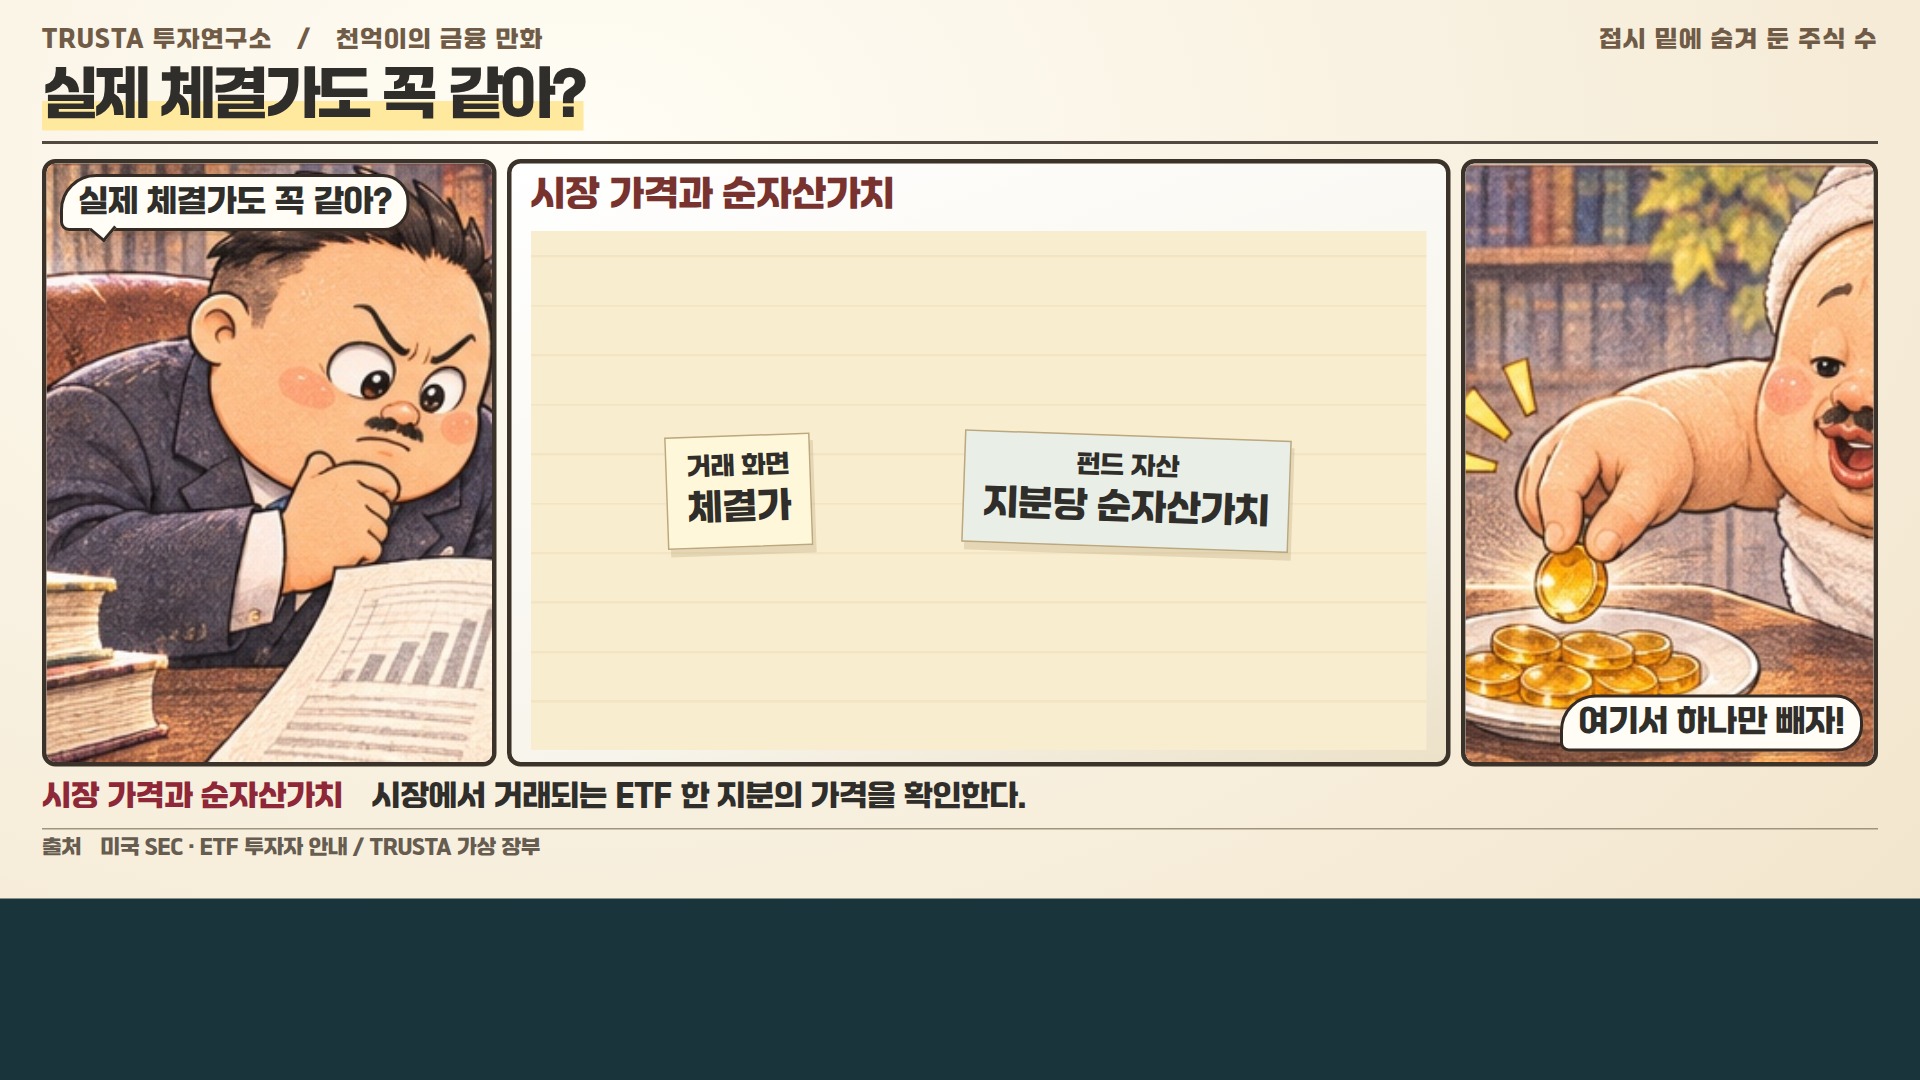 TRUSTA 투자연구소 / 천억이의 금융 만화
접시 밑에 숨겨 둔 주식 수
실제 체결가도 꼭 같아?
실제 체결가도 꼭 같아?
시장 가격과 순자산가치
거래 화면
체결가
펀드 자산
지분당 순자산가치
여기서 하나만 빼자!
시장 가격과 순자산가치 시장에서 거래되는 ETF 한 지분의 가격을 확인한다.
출처 미국 SEC · ETF 투자자 안내 / TRUSTA 가상 장부